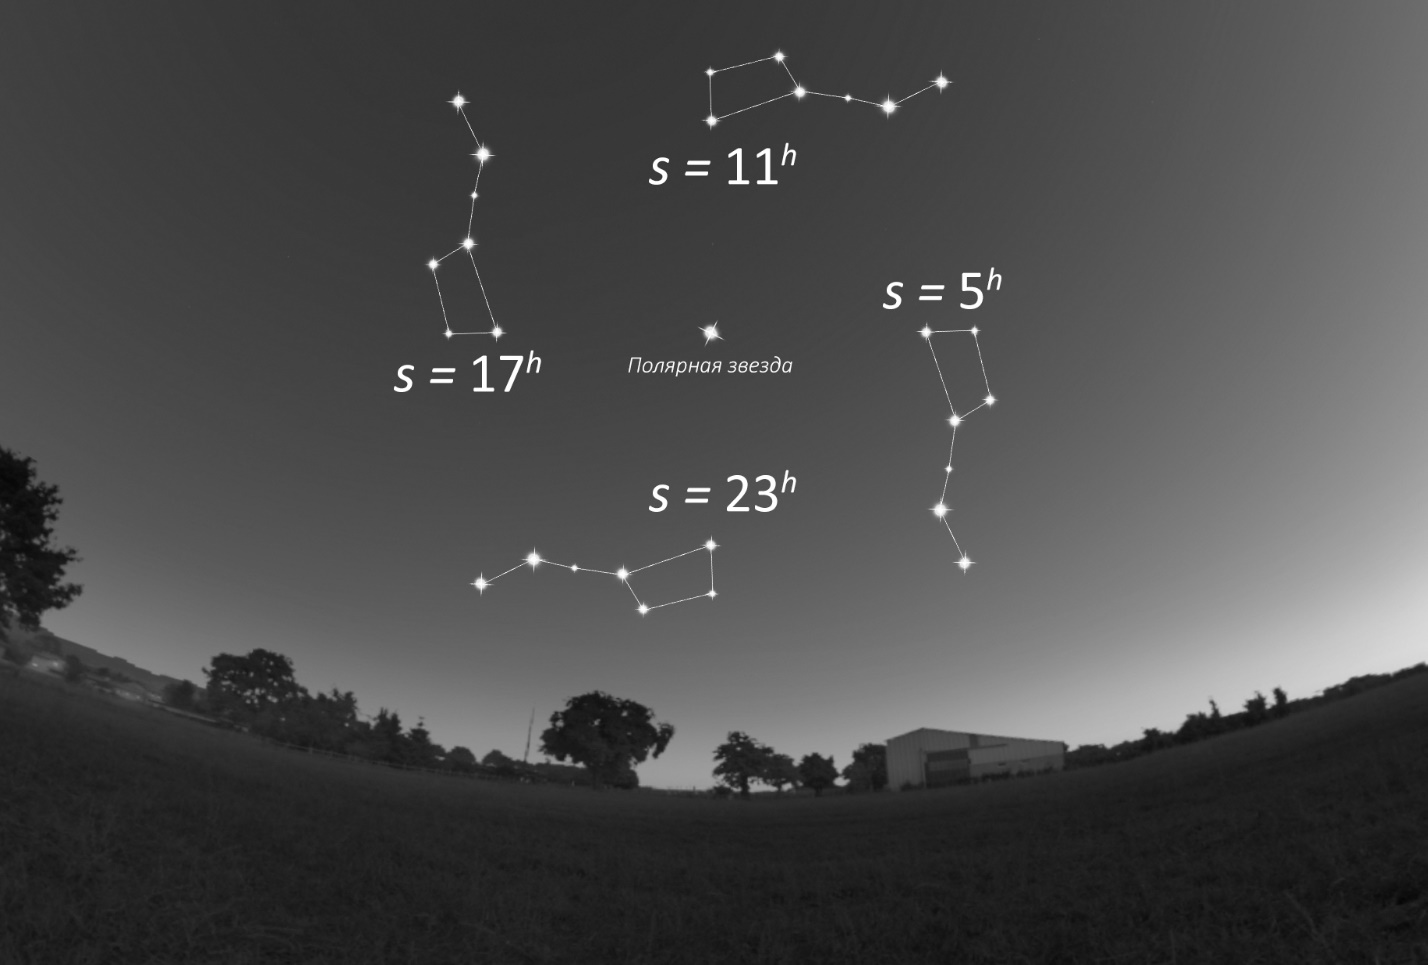 s = 11ʰ
s = 5ʰ
s = 17ʰ
Полярная звезда
s = 23ʰ